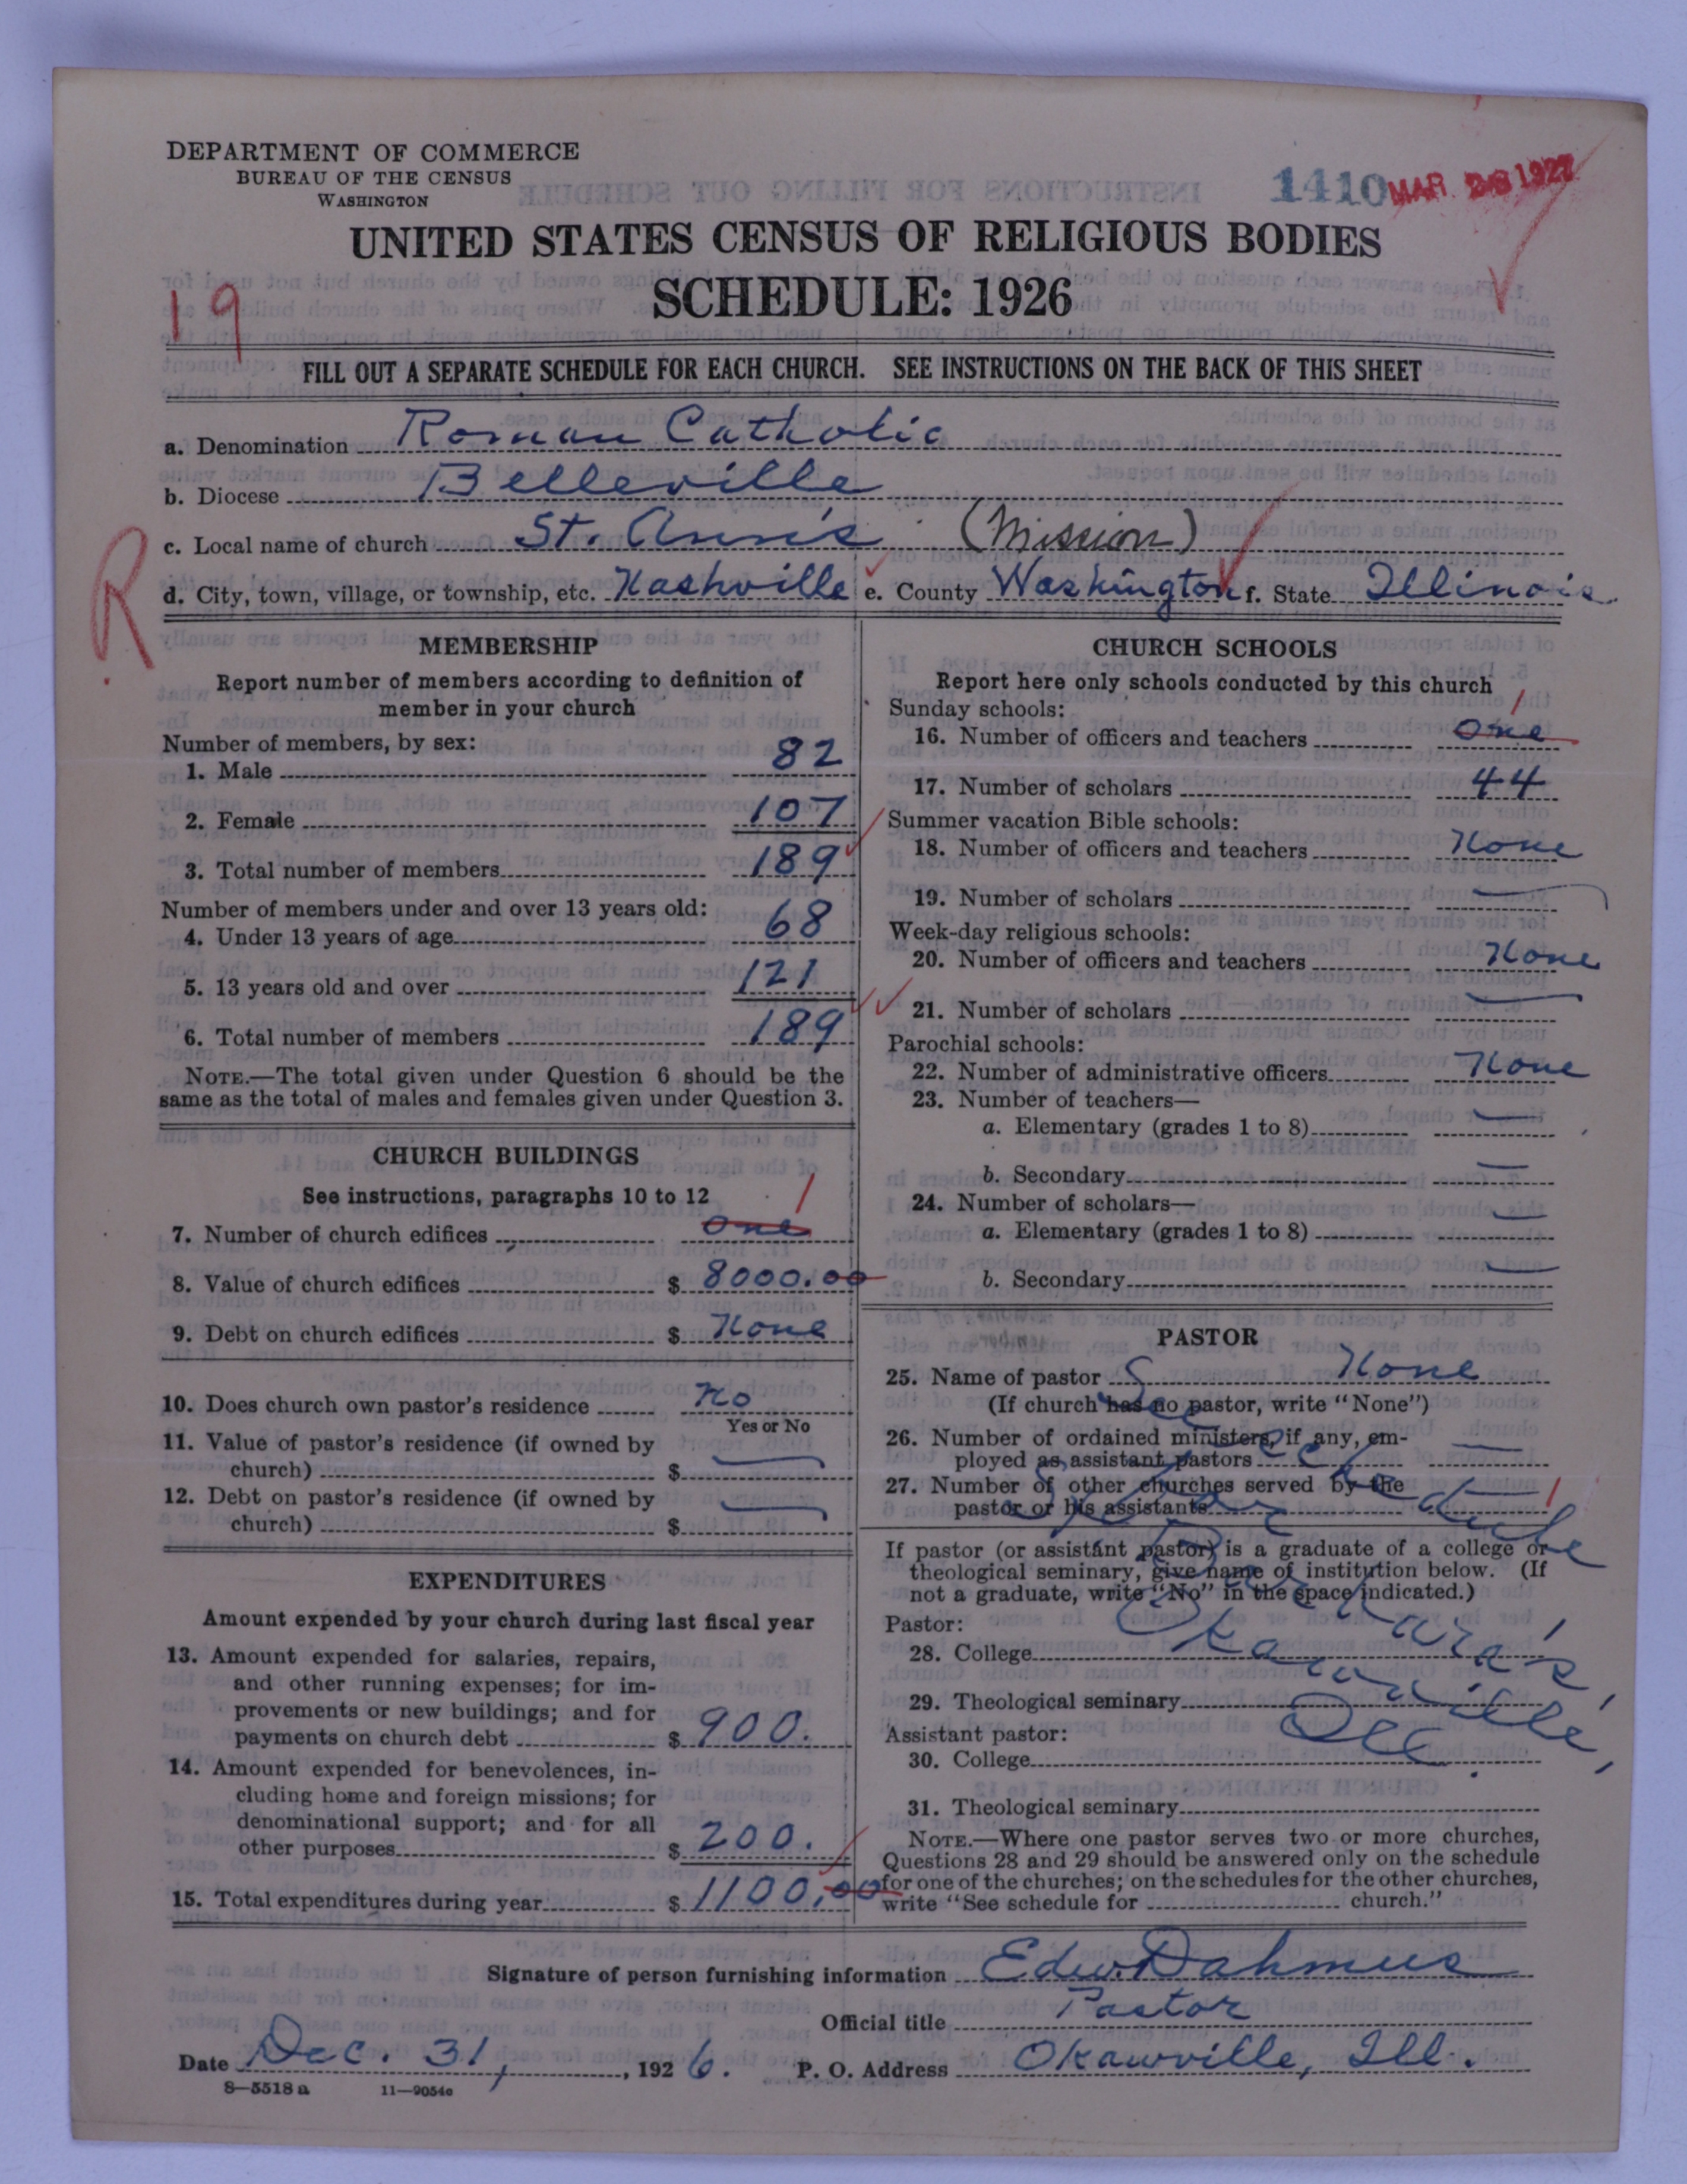 DEPARTMENT OF COMMERCE
BUREAU OF THE CENSUS
WASHINGTON
1410 MAR 28 1927
UNITED STATES CENSUS OF RELIGIOUS BODIES
SCHEDULE: 1926
19
FILL OUT A SEPARATE SCHEDULE FOR EACH CHURCH. SEE INSTRUCTIONS ON THE BACK OF THIS SHEET
a. Denomination Roman Catholic
b. Diocese Belleville
c. Local name of church St. Ann's (Mission)
R
d. City, town, village, or township, etc. Nashville e. County Washington f. State Illinois
MEMBERSHIP
Report number of members according to definition of
member in your church
Number of members, by sex:
1. Male 82
2. Female 107
3. Total number of members 189
Number of members under and over 13 years old:
4. Under 13 years of age 68
5. 13 years old and over 121
6. Total number of members 189
NOTE.—The total given under Question 6 should be the
same as the total of males and females given under Question 3.
CHURCH BUILDINGS
See instructions, paragraphs 10 to 12
1
7. Number of church edifices one
8. Value of church edifices $ 8000.00
9. Debt on church edifices $ None
10. Does church own pastor's residence No
Yes or No
11. Value of pastor's residence (if owned by
church) $ —
12. Debt on pastor's residence (if owned by
church) $ —
EXPENDITURES
Amount expended by your church during last fiscal year
13. Amount expended for salaries, repairs,
and other running expenses; for im-
provements or new buildings; and for
payments on church debt $ 900.
14. Amount expended for benevolences, in-
cluding home and foreign missions; for
denominational support; and for all
other purposes $ 200.
15. Total expenditures during year $ 1100.00
CHURCH SCHOOLS
Report here only schools conducted by this church
Sunday schools:
1
16. Number of officers and teachers one
17. Number of scholars 44
Summer vacation Bible schools:
18. Number of officers and teachers None
19. Number of scholars —
Week-day religious schools:
20. Number of officers and teachers None
21. Number of scholars —
Parochial schools:
22. Number of administrative officers None
23. Number of teachers—
a. Elementary (grades 1 to 8) —
b. Secondary —
24. Number of scholars—
a. Elementary (grades 1 to 8) —
b. Secondary —
PASTOR
25. Name of pastor None
(If church has no pastor, write "None")
26. Number of ordained ministers, if any, em-
ployed as assistant pastors —
27. Number of other churches served by the
pastor or his assistants — 1
If pastor (or assistant pastor) is a graduate of a college or
theological seminary, give name of institution below. (If
not a graduate, write "No" in the space indicated.)
Pastor:
28. College
29. Theological seminary
Assistant pastor:
30. College
31. Theological seminary
See
Schedule
for
St. Barbara's,
Okawville,
Ill.
NOTE.—Where one pastor serves two or more churches,
Questions 28 and 29 should be answered only on the schedule
for one of the churches; on the schedules for the other churches,
write "See schedule for church."
Signature of person furnishing information Edw. Dahmus
Official title Pastor
Date Dec. 31, 1926. P. O. Address Okawville, Ill.
8—5518 a 11—9054c